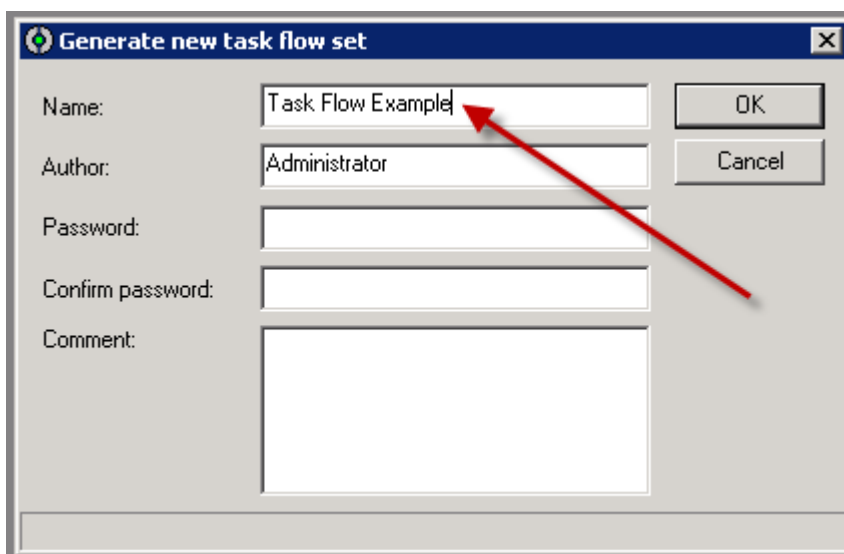 Generate new task flow set
Name: Task Flow Example OK
Author: Administrator Cancel
Password:
Confirm password:
Comment: